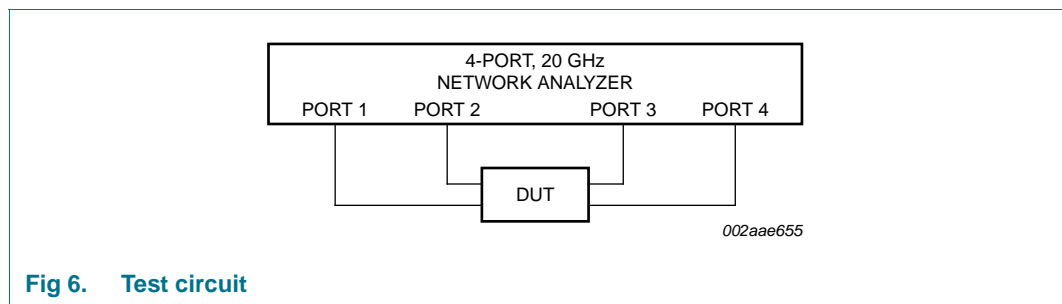 4-PORT, 20 GHz
NETWORK ANALYZER
PORT 1 PORT 2 PORT 3 PORT 4
DUT
002aae655
Fig 6. Test circuit